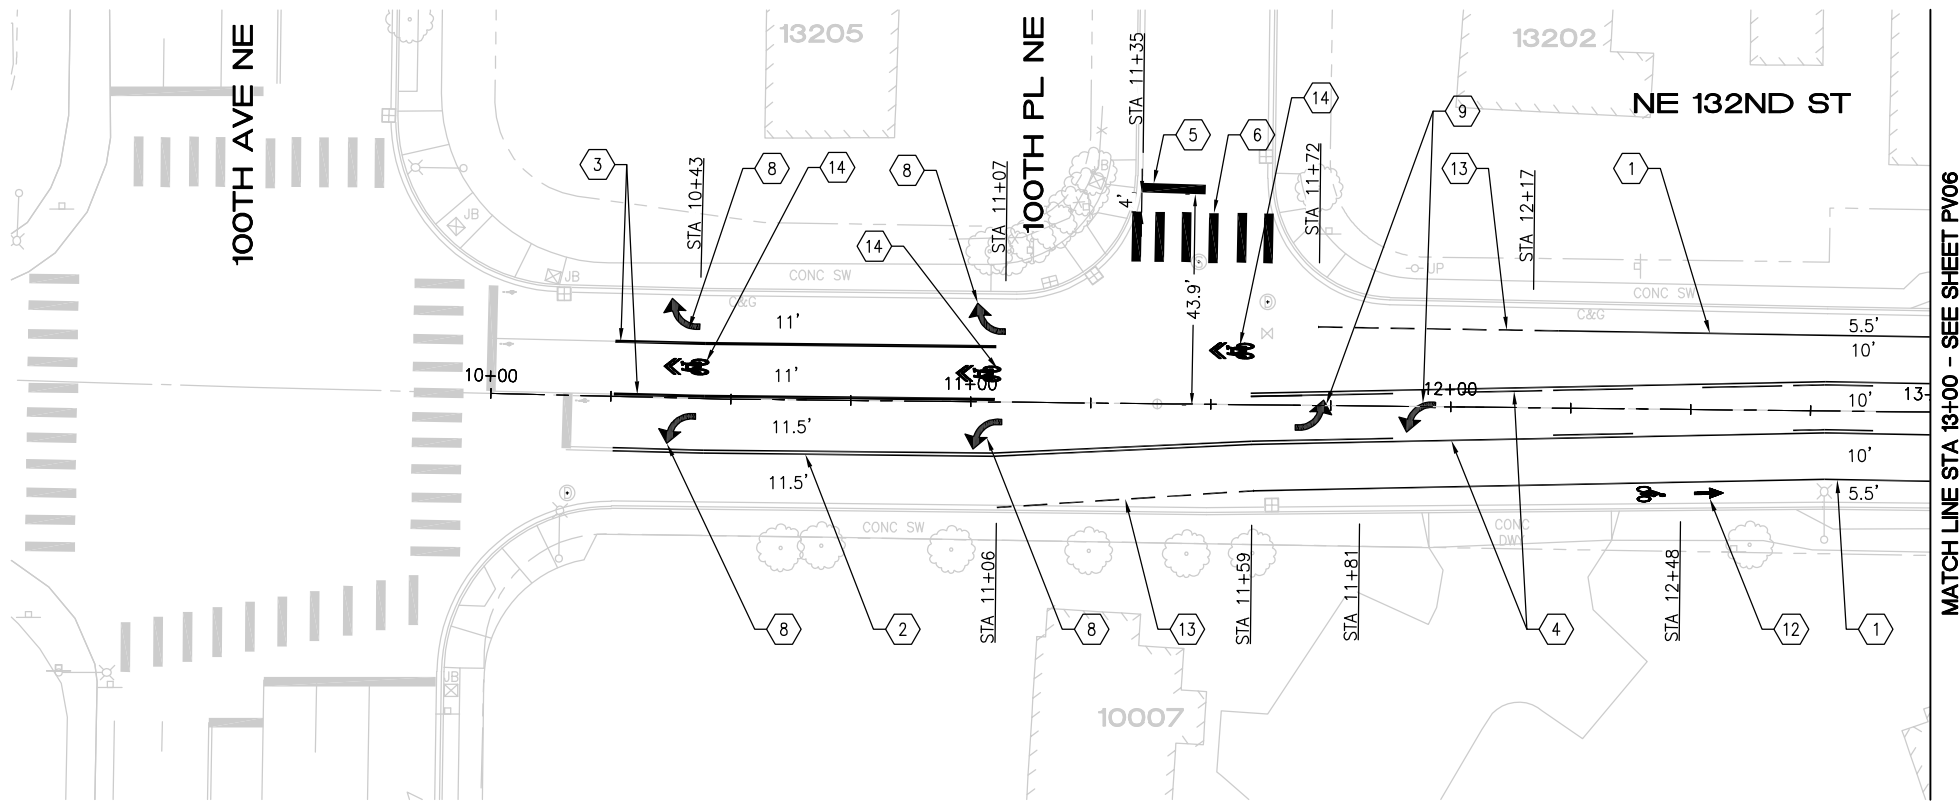 100TH AVE NE
13205
100TH PL NE
STA 11+35
13202
NE 132ND ST
14
9
5
6
3
STA 10+43
8
14
8
STA 11+07
4'
STA 11+72
13
STA 12+17
1
JB
JB
B
14
CONC SW
UP
CONC SW
C&G
C&G
43.9'
11'
5.5'
10'
10+00
11'
11+00
12+00
10'
13-
11.5'
10'
11.5'
5.5'
CONC SW
CONC
DWY
STA 11+06
STA 11+59
STA 11+81
STA 12+48
8
2
8
13
4
12
1
JB
10007
MATCH LINE STA 13+00 - SEE SHEET PV06